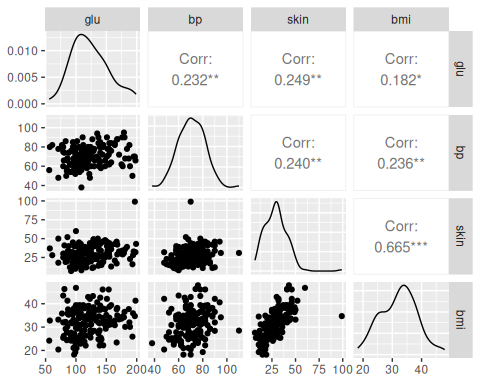 glu bp skin bmi
0.010
0.005
0.000
Corr:
0.232**
Corr:
0.249**
Corr:
0.182*
glu
100
80
60
40
Corr:
0.240**
Corr:
0.236**
bp
100
75
50
25
Corr:
0.665***
skin
40
30
20
bmi
50 100 150 200 40 60 80 100 25 50 75 100 20 30 40